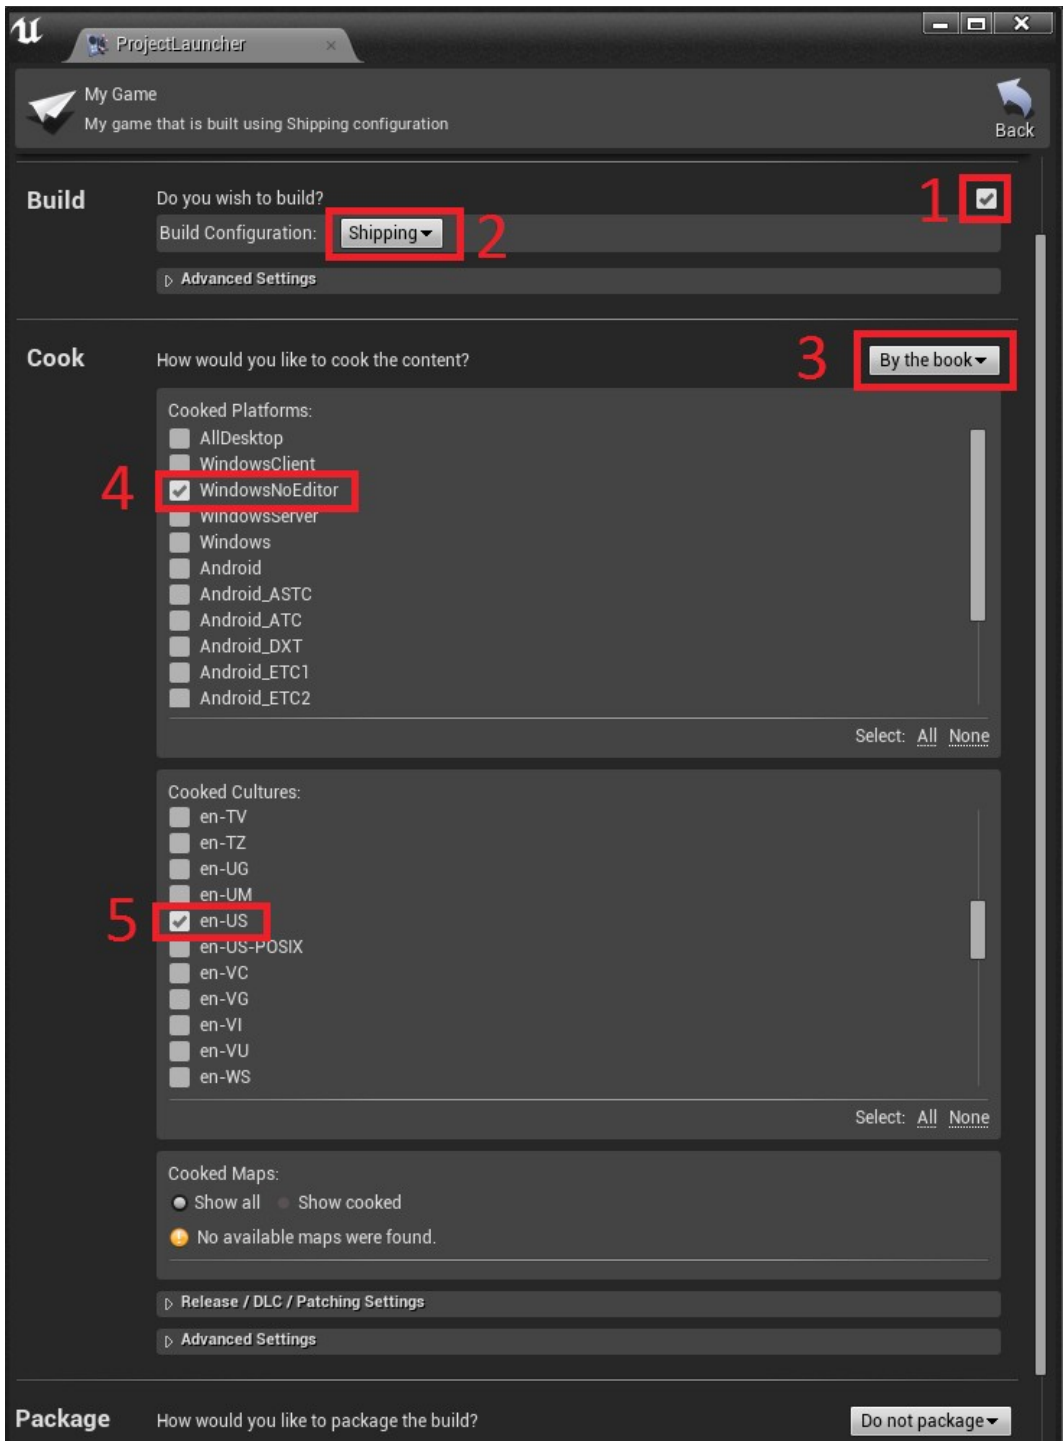 ProjectLauncher
My Game
My game that is built using Shipping configuration
Back
Build
Do you wish to build?
1
Build Configuration: Shipping
2
Advanced Settings
Cook
How would you like to cook the content?
3
By the book
Cooked Platforms:
AllDesktop
WindowsClient
4
WindowsNoEditor
WindowsServer
Windows
Android
Android_ASTC
Android_ATC
Android_DXT
Android_ETC1
Android_ETC2
Select: All None
Cooked Cultures:
en-TV
en-TZ
en-UG
en-UM
5
en-US
en-US-POSIX
en-VC
en-VG
en-VI
en-VU
en-WS
Select: All None
Cooked Maps:
Show all Show cooked
No available maps were found.
Release / DLC / Patching Settings
Advanced Settings
Package
How would you like to package the build?
Do not package